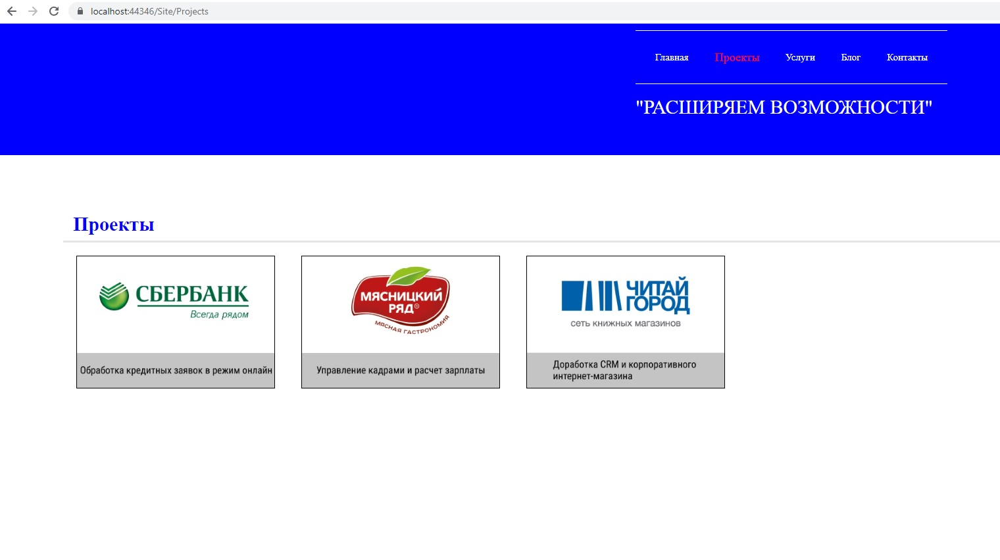 localhost:44346/Site/Projects
Главная Проекты Услуги Блог Контакты
"РАСШИРЯЕМ ВОЗМОЖНОСТИ"
Проекты
СБЕРБАНК
Всегда рядом
Обработка кредитных заявок в режим онлайн
МЯСНИЦКИЙ
РЯД®
МЯСНАЯ ГАСТРОНОМИЯ
Управление кадрами и расчет зарплаты
ЧИТАЙ
ГОРОД
сеть книжных магазинов
Доработка CRM и корпоративного
интернет-магазина